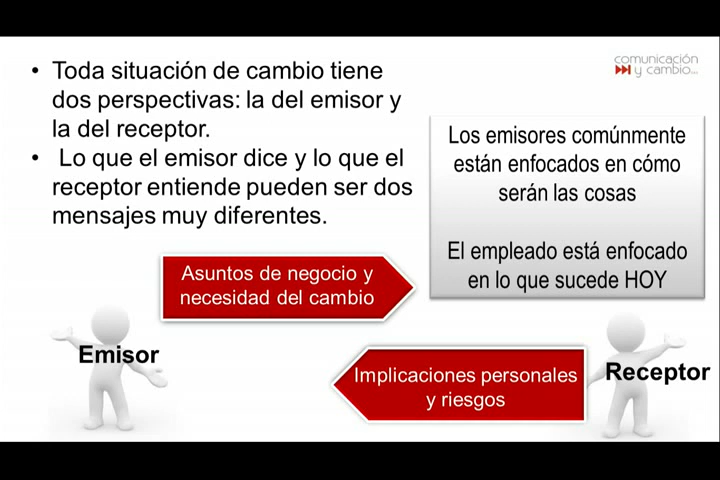 • Toda situación de cambio tiene
dos perspectivas: la del emisor y
la del receptor.
• Lo que el emisor dice y lo que el
receptor entiende pueden ser dos
mensajes muy diferentes.
comunicación
y cambio...
Los emisores comúnmente
están enfocados en cómo
serán las cosas
El empleado está enfocado
en lo que sucede HOY
Asuntos de negocio y
necesidad del cambio
Emisor
Implicaciones personales
y riesgos
Receptor